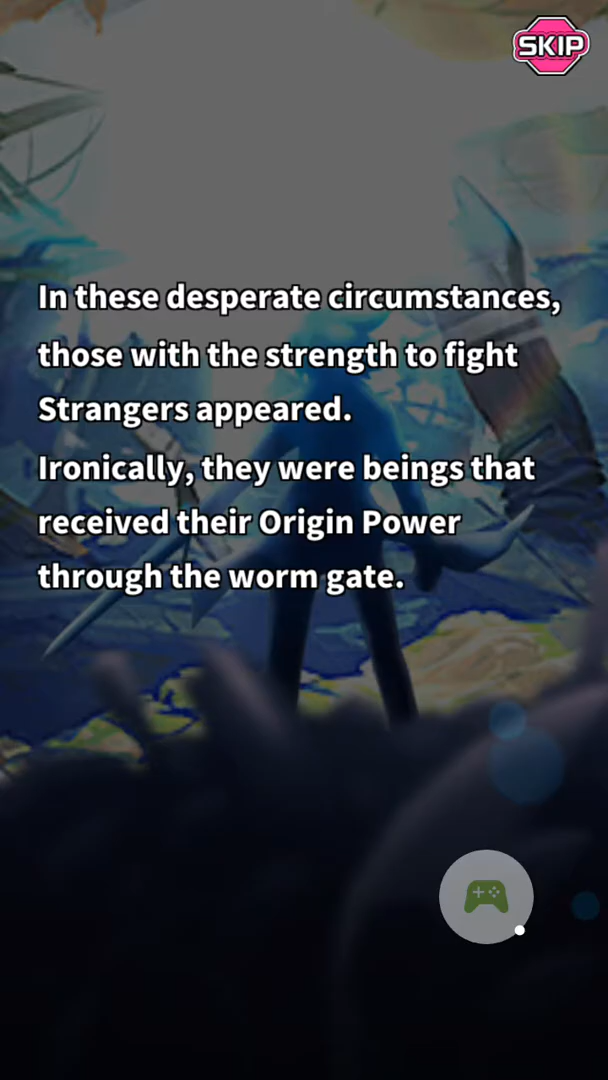 SKIP
In these desperate circumstances,
those with the strength to fight
Strangers appeared.
Ironically, they were beings that
received their Origin Power
through the worm gate.